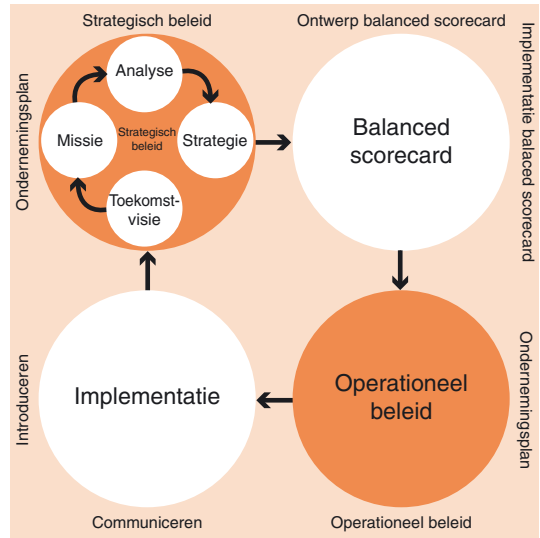 Strategisch beleid
Ontwerp balanced scorecard
Ondernemingsplan
Analyse
Missie
Strategisch
beleid
Strategie
Toekomst-
visie
Balanced
scorecard
Implementatie balaced scorecard
Introduceren
Implementatie
Operationeel
beleid
Ondernemingsplan
Communiceren
Operationeel beleid